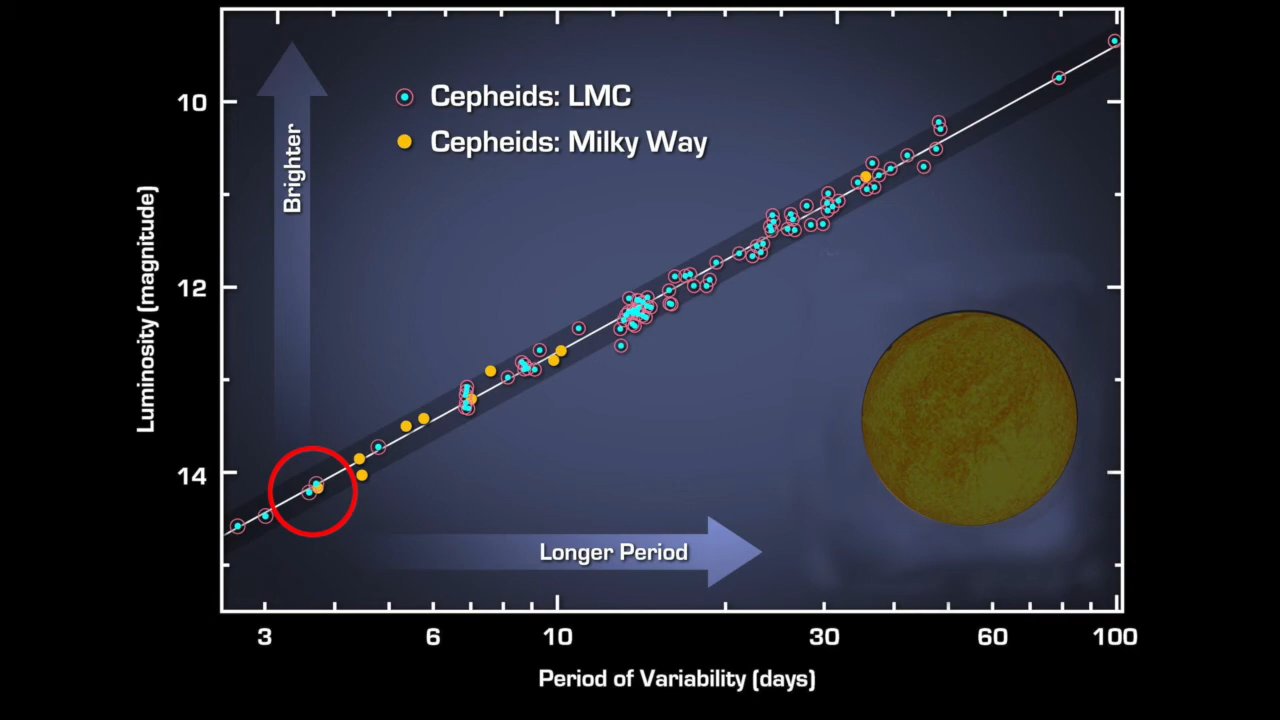 Cepheids: LMC
Cepheids: Milky Way
Brighter
Luminosity (magnitude)
10
12
14
Longer Period
3 6 10 30 60 100
Period of Variability (days)